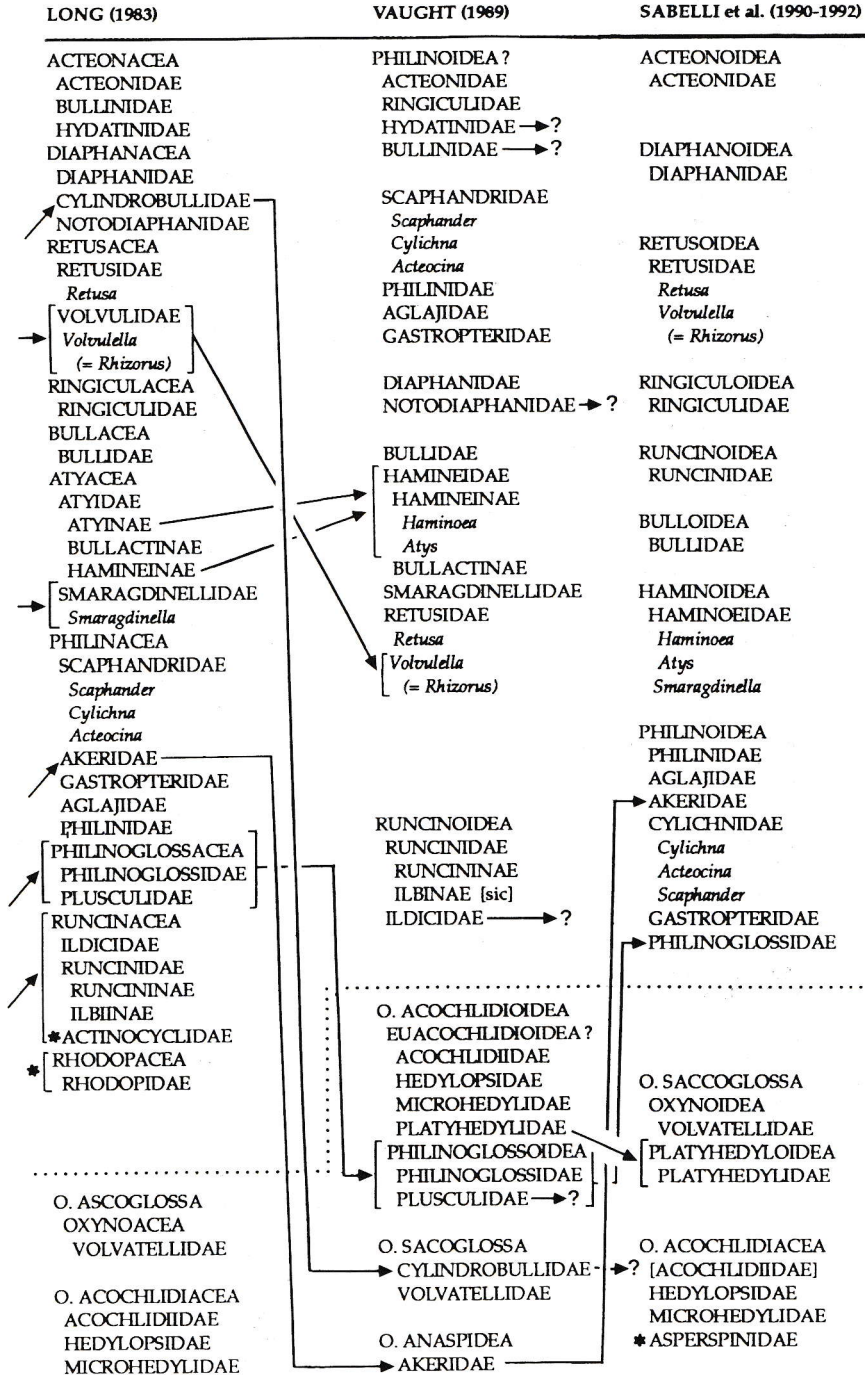 LONG (1983)
ACTEONACEA
ACTEONIDAE
BULLINIDAE
HYDATINIDAE
DIAPHANACEA
DIAPHANIDAE
CYLINDROBULLIDAE
NOTODIAPHANIDAE
RETUSACEA
RETUSIDAE
Retusa
VOLVULIDAE
Volvulella
(= Rhizorus)
RINGICULACEA
RINGICULIDAE
BULLACEA
BULLIDAE
ATYACEA
ATYIDAE
ATYINAE
BULLACTINAE
HAMINEINAE
SMARAGDINELLIDAE
Smaragdinella
PHILINACEA
SCAPHANDRIDAE
Scaphander
Cylichna
Acteocina
AKERIDAE
GASTROPTERIDAE
AGLAJIDAE
PHILINIDAE
PHILINOGLOSSACEA
PHILINOGLOSSIDAE
PLUSCULIDAE
RUNCINACEA
ILDICIDAE
RUNCINIDAE
RUNCININAE
ILBIINAE
*ACTINOCYCLIDAE
* RHODOPACEA
RHODOPIDAE
O. ASCOGLOSSA
OXYNOACEA
VOLVATELLIDAE
O. ACOCHLIDIACEA
ACOCHLIDIIDAE
HEDYLOPSIDAE
MICROHEDYLIDAE
VAUGHT (1989)
PHILINOIDEA?
ACTEONIDAE
RINGICULIDAE
HYDATINIDAE → ?
BULLINIDAE → ?
SCAPHANDRIDAE
Scaphander
Cylichna
Acteocina
PHILINIDAE
AGLAJIDAE
GASTROPTERIDAE
DIAPHANIDAE
NOTODIAPHANIDAE → ?
BULLIDAE
HAMINEIDAE
HAMINEINAE
Haminoea
Atys
BULLACTINAE
SMARAGDINELLIDAE
RETUSIDAE
Retusa
Volvulella
(= Rhizorus)
RUNCINOIDEA
RUNCINIDAE
RUNCININAE
ILBINAE [sic]
ILDICIDAE → ?
O. ACOCHLIDIOIDEA
EUACOCHLIDIOIDEA?
ACOCHLIDIIDAE
HEDYLOPSIDAE
MICROHEDYLIDAE
PLATYHEDYLIDAE
PHILINOGLOSSOIDEA
PHILINOGLOSSIDAE
PLUSCULIDAE → ?
O. SACOGLOSSA
CYLINDROBULLIDAE → ?
VOLVATELLIDAE
O. ANASPIDEA
AKERIDAE
SABELLI et al. (1990-1992)
ACTEONOIDEA
ACTEONIDAE
DIAPHANOIDEA
DIAPHANIDAE
RETUSOIDEA
RETUSIDAE
Retusa
Volvulella
(= Rhizorus)
RINGICULOIDEA
RINGICULIDAE
RUNCINOIDEA
RUNCINIDAE
BULLOIDEA
BULLIDAE
HAMINOIDEA
HAMINOEIDAE
Haminoea
Atys
Smaragdinella
PHILINOIDEA
PHILINIDAE
AGLAJIDAE
AKERIDAE
CYLICHNIDAE
Cylichna
Acteocina
Scaphander
GASTROPTERIDAE
PHILINOGLOSSIDAE
O. SACCOGLOSSA
OXYNOIDEA
VOLVATELLIDAE
PLATYHEDYLOIDEA
PLATYHEDYLIDAE
O. ACOCHLIDIACEA
[ACOCHLIDIIDAE]
HEDYLOPSIDAE
MICROHEDYLIDAE
* ASPERSPINIDAE